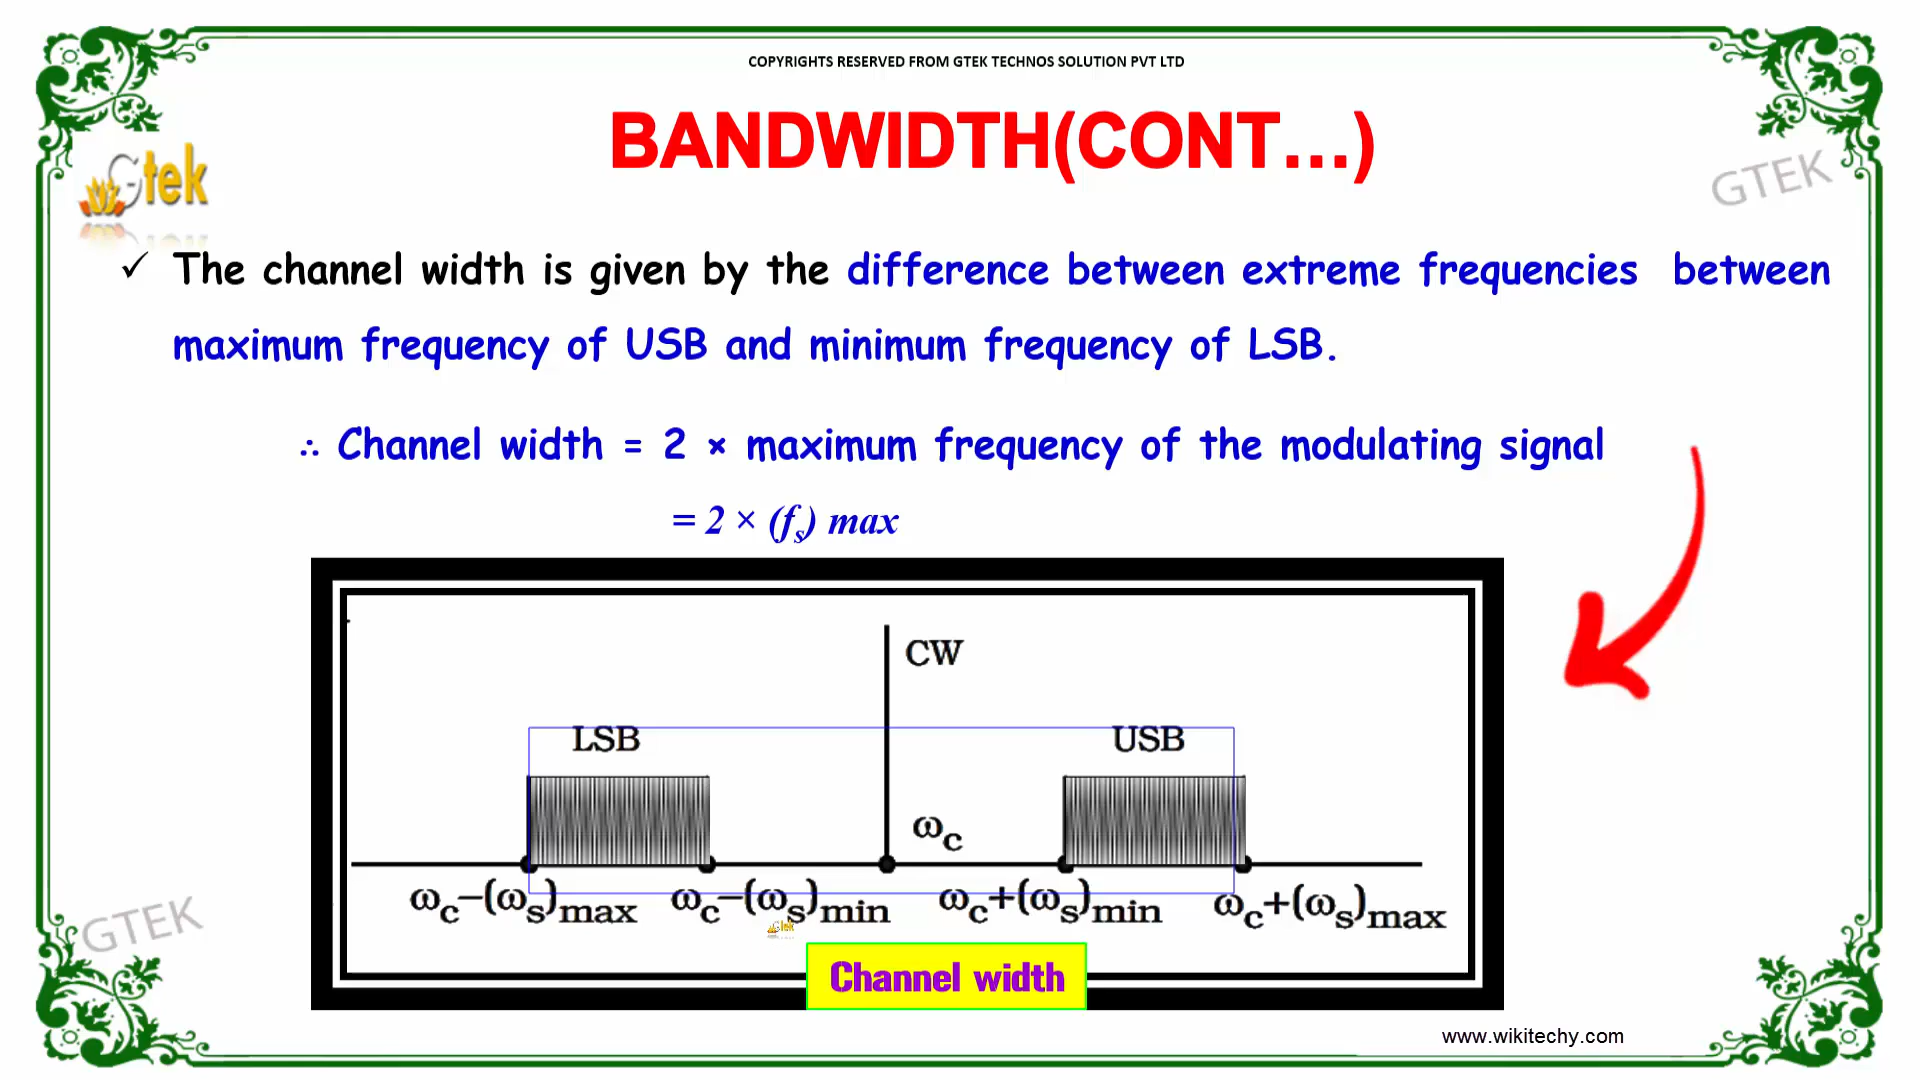 COPYRIGHTS RESERVED FROM GTEK TECHNOS SOLUTION PVT LTD
BANDWIDTH(CONT...)
Gtek
GTEK
✓ The channel width is given by the difference between extreme frequencies between
maximum frequency of USB and minimum frequency of LSB.
∴ Channel width = 2 × maximum frequency of the modulating signal
= 2 × (fs) max
CW
LSB
USB
ωc
ωc−(ωs)max ωc−(ωs)min ωc+(ωs)min ωc+(ωs)max
GTEK
Gtek
Channel width
www.wikitechy.com